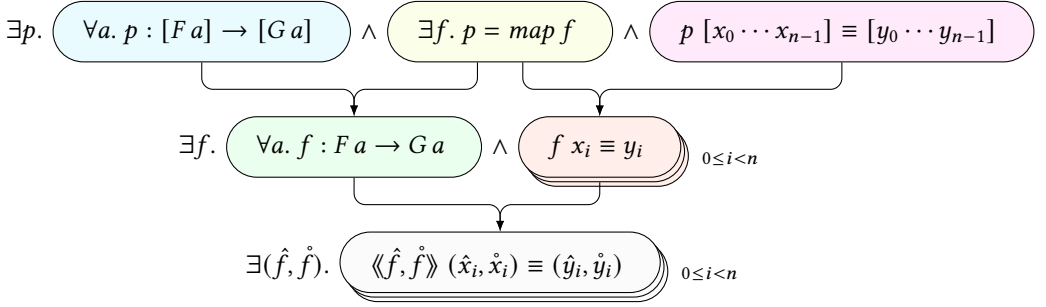 ∃p. ∀a. p : [F a] → [G a] ∧ ∃f. p = map f ∧ p [x₀ ⋯ xₙ₋₁] ≡ [y₀ ⋯ yₙ₋₁]
∃f. ∀a. f : F a → G a ∧ f xᵢ ≡ yᵢ 0≤i<n
∃(f̂, f̊). ⟪f̂, f̊⟫ (x̂ᵢ, x̊ᵢ) ≡ (ŷᵢ, ẙᵢ) 0≤i<n